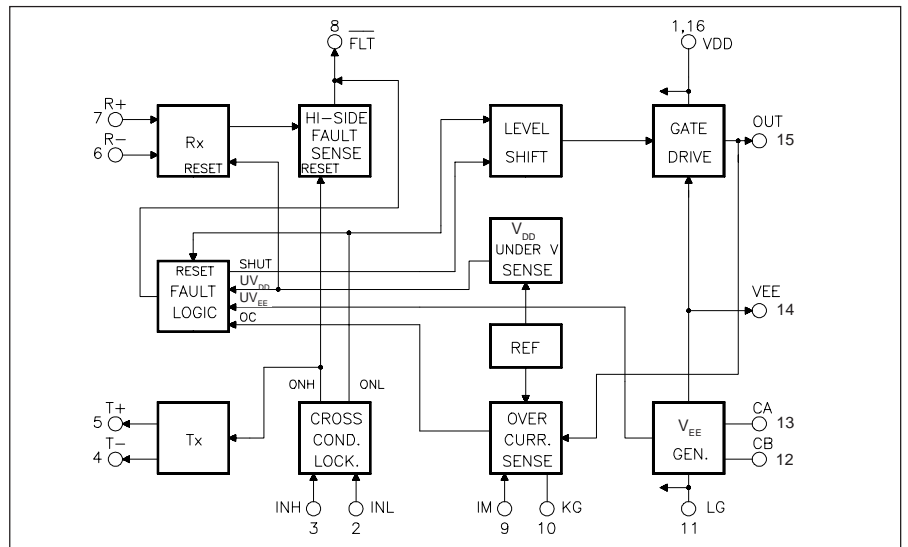 8 FLT
1,16 VDD
R+
7
R-
6
Rx
RESET
HI-SIDE
FAULT
SENSE
RESET
LEVEL
SHIFT
GATE
DRIVE
OUT
15
RESET
FAULT
LOGIC
SHUT
UVDD
UVEE
OC
VDD
UNDER V
SENSE
VEE
14
REF
ONH ONL
T+
5
T-
4
Tx
CROSS
COND.
LOCK.
OVER
CURR.
SENSE
VEE
GEN.
CA
13
CB
12
INH INL
3 2
IM KG
9 10
LG
11